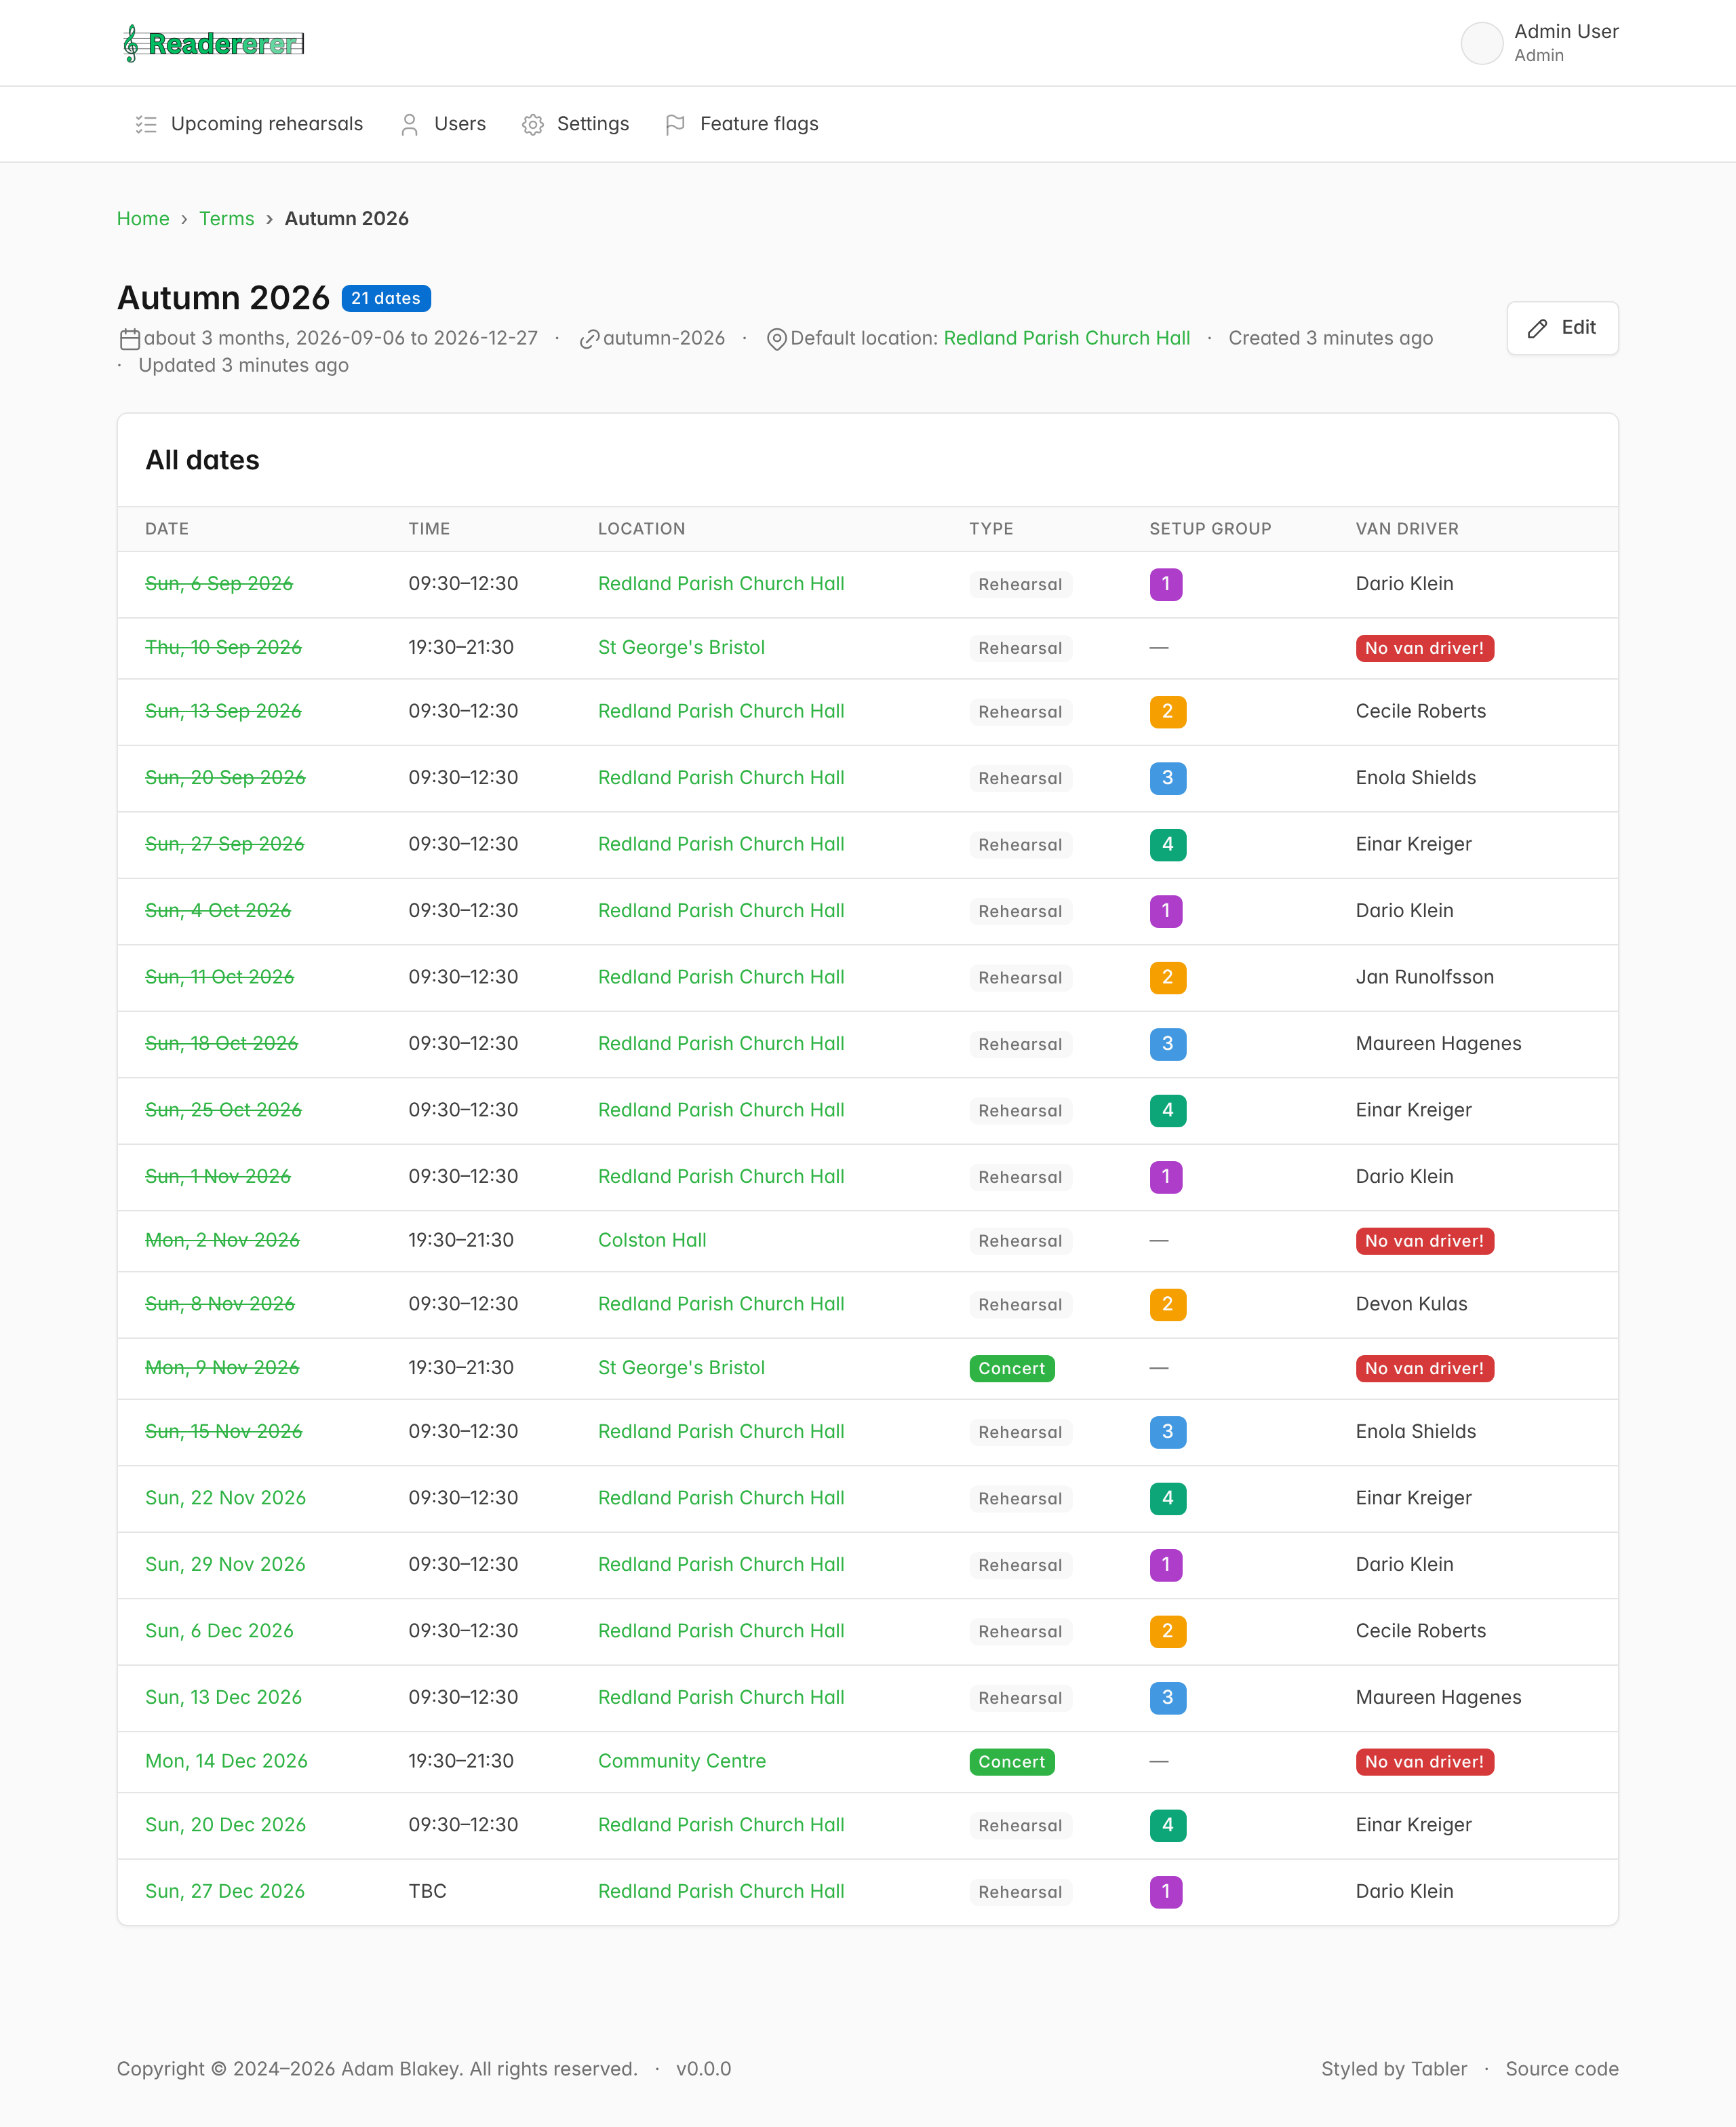 Readererer
Admin User
Admin
Upcoming rehearsals Users Settings Feature flags
Home › Terms › Autumn 2026
Autumn 2026 21 dates
about 3 months, 2026-09-06 to 2026-12-27 · autumn-2026 · Default location: Redland Parish Church Hall · Created 3 minutes ago
· Updated 3 minutes ago
Edit
All dates
DATE TIME LOCATION TYPE SETUP GROUP VAN DRIVER
Sun, 6 Sep 2026 09:30–12:30 Redland Parish Church Hall Rehearsal 1 Dario Klein
Thu, 10 Sep 2026 19:30–21:30 St George's Bristol Rehearsal — No van driver!
Sun, 13 Sep 2026 09:30–12:30 Redland Parish Church Hall Rehearsal 2 Cecile Roberts
Sun, 20 Sep 2026 09:30–12:30 Redland Parish Church Hall Rehearsal 3 Enola Shields
Sun, 27 Sep 2026 09:30–12:30 Redland Parish Church Hall Rehearsal 4 Einar Kreiger
Sun, 4 Oct 2026 09:30–12:30 Redland Parish Church Hall Rehearsal 1 Dario Klein
Sun, 11 Oct 2026 09:30–12:30 Redland Parish Church Hall Rehearsal 2 Jan Runolfsson
Sun, 18 Oct 2026 09:30–12:30 Redland Parish Church Hall Rehearsal 3 Maureen Hagenes
Sun, 25 Oct 2026 09:30–12:30 Redland Parish Church Hall Rehearsal 4 Einar Kreiger
Sun, 1 Nov 2026 09:30–12:30 Redland Parish Church Hall Rehearsal 1 Dario Klein
Mon, 2 Nov 2026 19:30–21:30 Colston Hall Rehearsal — No van driver!
Sun, 8 Nov 2026 09:30–12:30 Redland Parish Church Hall Rehearsal 2 Devon Kulas
Mon, 9 Nov 2026 19:30–21:30 St George's Bristol Concert — No van driver!
Sun, 15 Nov 2026 09:30–12:30 Redland Parish Church Hall Rehearsal 3 Enola Shields
Sun, 22 Nov 2026 09:30–12:30 Redland Parish Church Hall Rehearsal 4 Einar Kreiger
Sun, 29 Nov 2026 09:30–12:30 Redland Parish Church Hall Rehearsal 1 Dario Klein
Sun, 6 Dec 2026 09:30–12:30 Redland Parish Church Hall Rehearsal 2 Cecile Roberts
Sun, 13 Dec 2026 09:30–12:30 Redland Parish Church Hall Rehearsal 3 Maureen Hagenes
Mon, 14 Dec 2026 19:30–21:30 Community Centre Concert — No van driver!
Sun, 20 Dec 2026 09:30–12:30 Redland Parish Church Hall Rehearsal 4 Einar Kreiger
Sun, 27 Dec 2026 TBC Redland Parish Church Hall Rehearsal 1 Dario Klein
Copyright © 2024–2026 Adam Blakey. All rights reserved. · v0.0.0 Styled by Tabler · Source code